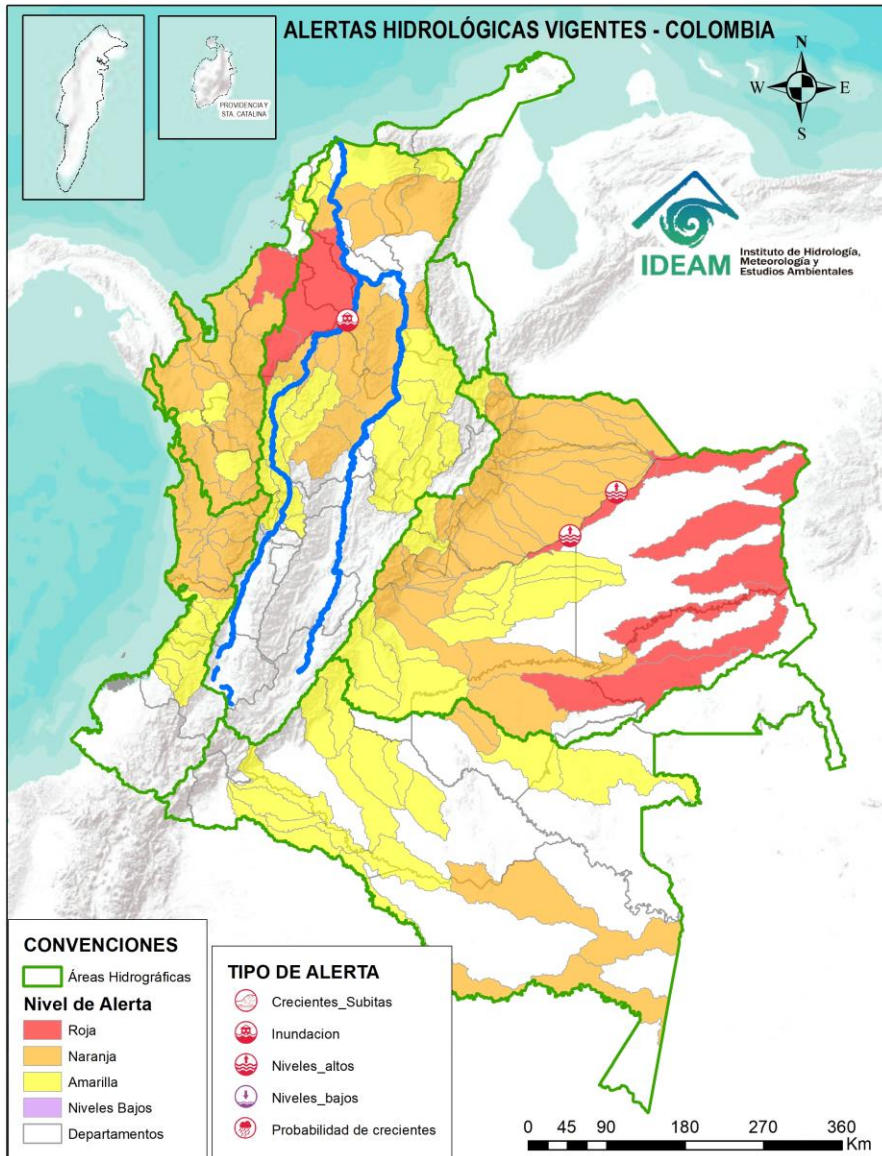 ALERTAS HIDROLÓGICAS VIGENTES - COLOMBIA
PROVIDENCIA Y
STA. CATALINA
N
W
E
S
IDEAM
Instituto de Hidrología,
Meteorología y
Estudios Ambientales
CONVENCIONES
Áreas Hidrográficas
Nivel de Alerta
Roja
Naranja
Amarilla
Niveles Bajos
Departamentos
TIPO DE ALERTA
Crecientes_Subitas
Inundacion
Niveles_altos
Niveles_bajos
Probabilidad de crecientes
0 45 90 180 270 360
Km